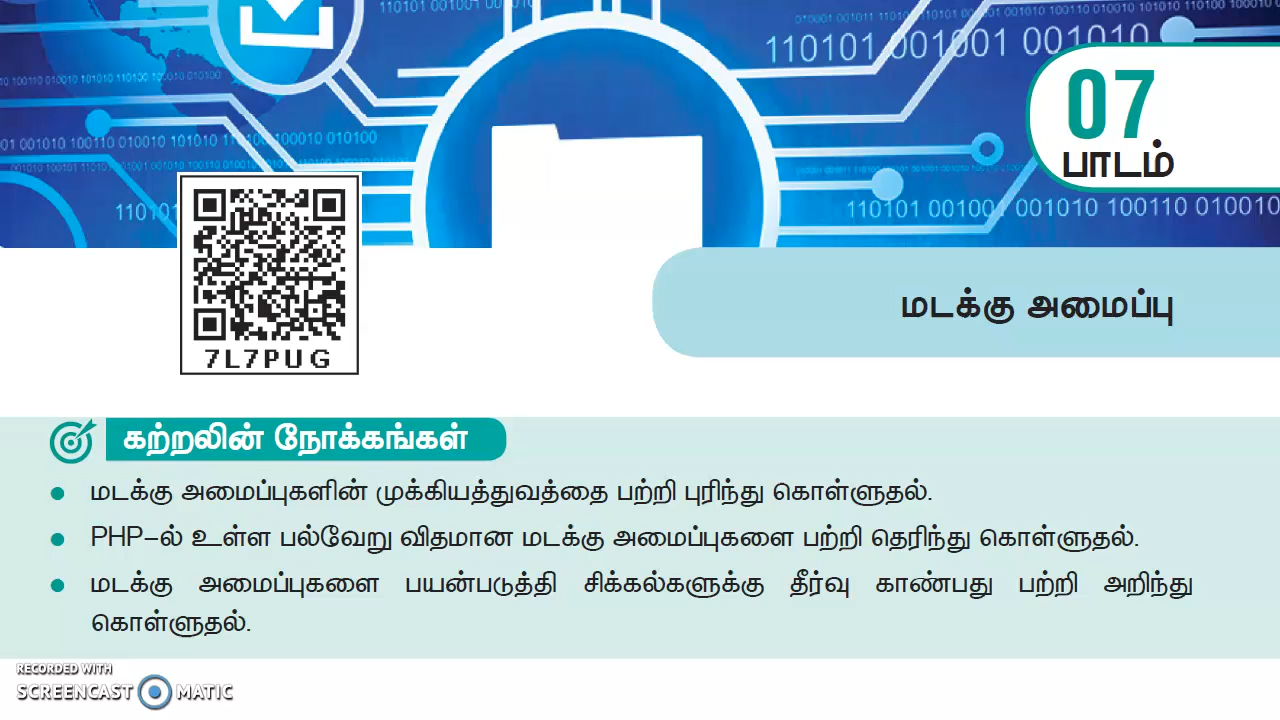 110101 001001 001010
07
பாடம்
110101 001001 001010 100110 010010
7L7PUG
மடக்கு அமைப்பு
கற்றலின் நோக்கங்கள்
மடக்கு அமைப்புகளின் முக்கியத்துவத்தை பற்றி புரிந்து கொள்ளுதல்.
PHP-ல் உள்ள பல்வேறு விதமான மடக்கு அமைப்புகளை பற்றி தெரிந்து கொள்ளுதல்.
மடக்கு அமைப்புகளை பயன்படுத்தி சிக்கல்களுக்கு தீர்வு காண்பது பற்றி அறிந்து
கொள்ளுதல்.
RECORDED WITH
SCREENCAST MATIC